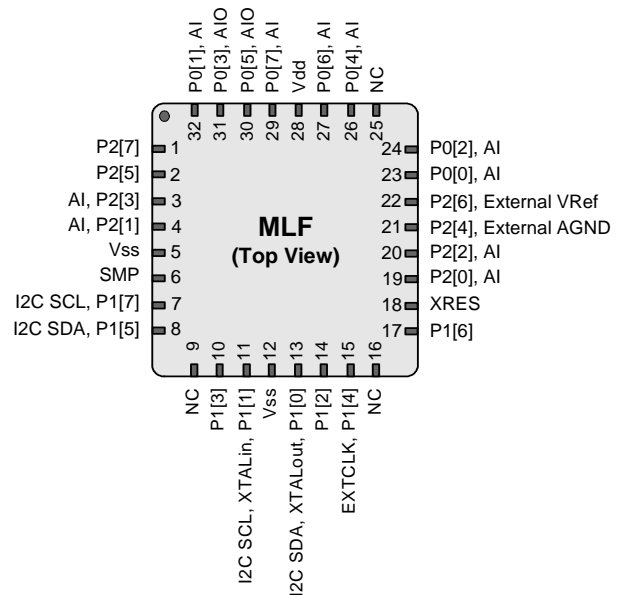 P0[1], AI
P0[3], AIO
P0[5], AIO
P0[7], AI
Vdd
P0[6], AI
P0[4], AI
NC
32
31
30
29
28
27
26
25
P2[7] 1
P2[5] 2
AI, P2[3] 3
AI, P2[1] 4
Vss 5
SMP 6
I2C SCL, P1[7] 7
I2C SDA, P1[5] 8
MLF
(Top View)
24 P0[2], AI
23 P0[0], AI
22 P2[6], External VRef
21 P2[4], External AGND
20 P2[2], AI
19 P2[0], AI
18 XRES
17 P1[6]
9
10
11
12
13
14
15
16
NC
P1[3]
I2C SCL, XTALin, P1[1]
Vss
I2C SDA, XTALout, P1[0]
P1[2]
EXTCLK, P1[4]
NC